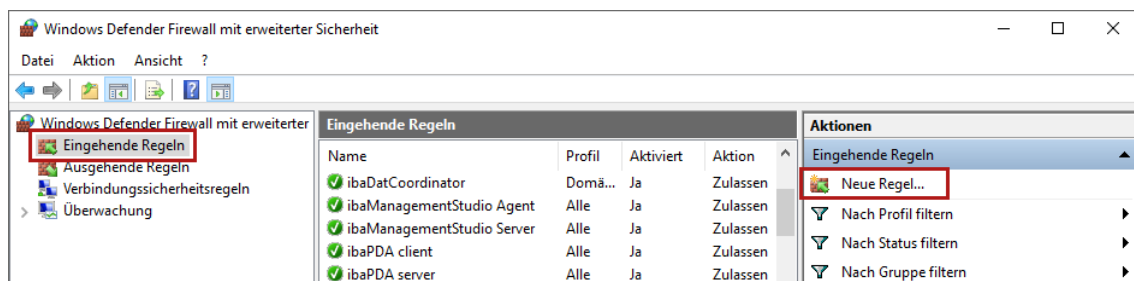 Windows Defender Firewall mit erweiterter Sicherheit
Datei Aktion Ansicht ?
Windows Defender Firewall mit erweiterter
Eingehende Regeln
Ausgehende Regeln
Verbindungssicherheitsregeln
Überwachung
Eingehende Regeln
Name Profil Aktiviert Aktion
ibaDatCoordinator Domä... Ja Zulassen
ibaManagementStudio Agent Alle Ja Zulassen
ibaManagementStudio Server Alle Ja Zulassen
ibaPDA client Alle Ja Zulassen
ibaPDA server Alle Ja Zulassen
Aktionen
Eingehende Regeln
Neue Regel...
Nach Profil filtern
Nach Status filtern
Nach Gruppe filtern